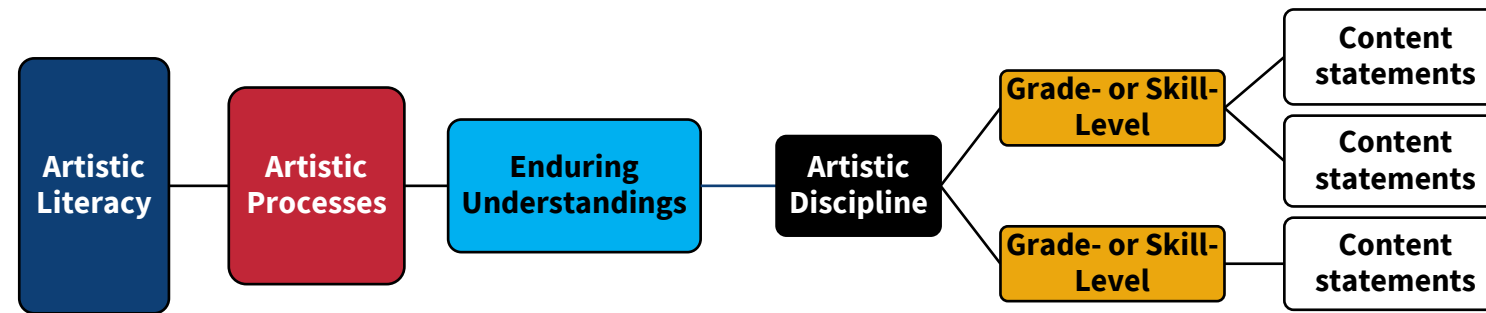 Artistic
Literacy
Artistic
Processes
Enduring
Understandings
Artistic
Discipline
Grade- or Skill-
Level
Grade- or Skill-
Level
Content
statements
Content
statements
Content
statements